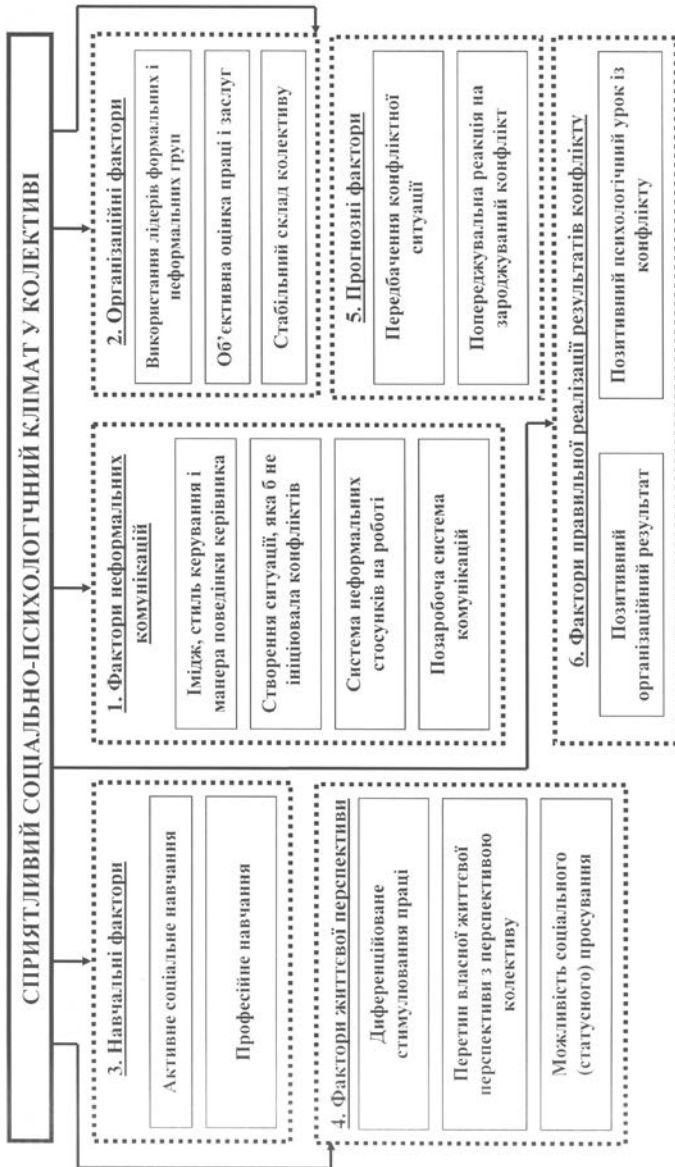 СПРИЯТЛИВИЙ СОЦІАЛЬНО-ПСИХОЛОГІЧНИЙ КЛІМАТ У КОЛЕКТИВІ
3. Навчальні фактори
Активне соціальне навчання
Професійне навчання
1. Фактори неформальних
комунікацій
Імідж, стиль керування і
манера поведінки керівника
Створення ситуації, яка б не
ініціювала конфліктів
Система неформальних
стосунків на роботі
Позаробоча система
комунікацій
2. Організаційні фактори
Використання лідерів формальних і
неформальних груп
Об’єктивна оцінка праці і заслуг
Стабільний склад колективу
4. Фактори життєвої перспективи
Диференційоване
стимулювання праці
Перетин власної життєвої
перспективи з перспективою
колективу
Можливість соціального
(статусного) просування
5. Прогнозні фактори
Передбачення конфліктної
ситуації
Попереджувальна реакція на
зароджуваний конфлікт
6. Фактори правильної реалізації результатів конфлікту
Позитивний
організаційний результат
Позитивний психологічний урок із
конфлікту